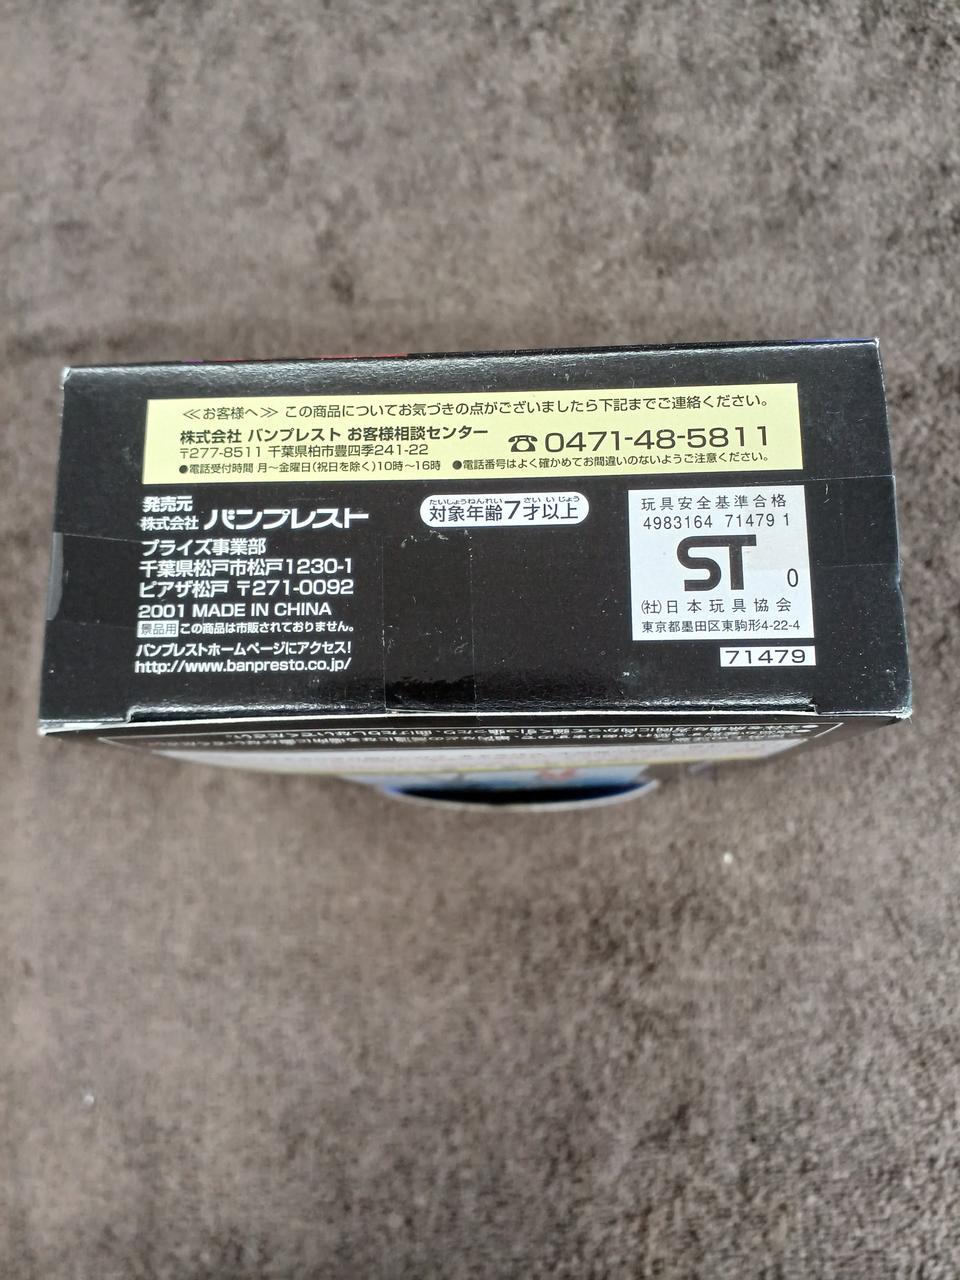 ≪お客様へ≫ この商品についてお気づきの点がございましたら下記までご連絡ください。
株式会社 バンプレスト お客様相談センター ☎0471-48-5811
〒277-8511 千葉県柏市豊四季241-22
●電話受付時間 月〜金曜日(祝日を除く)10時〜16時 ●電話番号はよく確かめてお間違いのないようご注意ください。
発売元
株式会社 バンプレスト
プライズ事業部
千葉県松戸市松戸1230-1
ピアザ松戸 〒271-0092
2001 MADE IN CHINA
景品用 この商品は市販されておりません。
バンプレストホームページにアクセス!
http://www.banpresto.co.jp/
たいしょうねんれい さい いじょう
対象年齢7才以上
玩具安全基準合格
4983164 71479 1
ST 0
(社)日本玩具協会
東京都墨田区東駒形4-22-4
71479